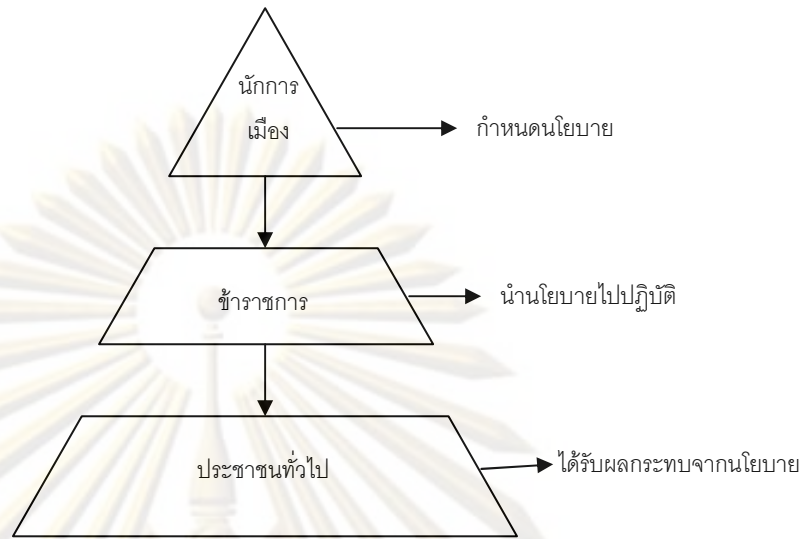 นักการ
เมือง
กำหนดนโยบาย
ข้าราชการ
นำนโยบายไปปฏิบัติ
ประชาชนทั่วไป
ได้รับผลกระทบจากนโยบาย